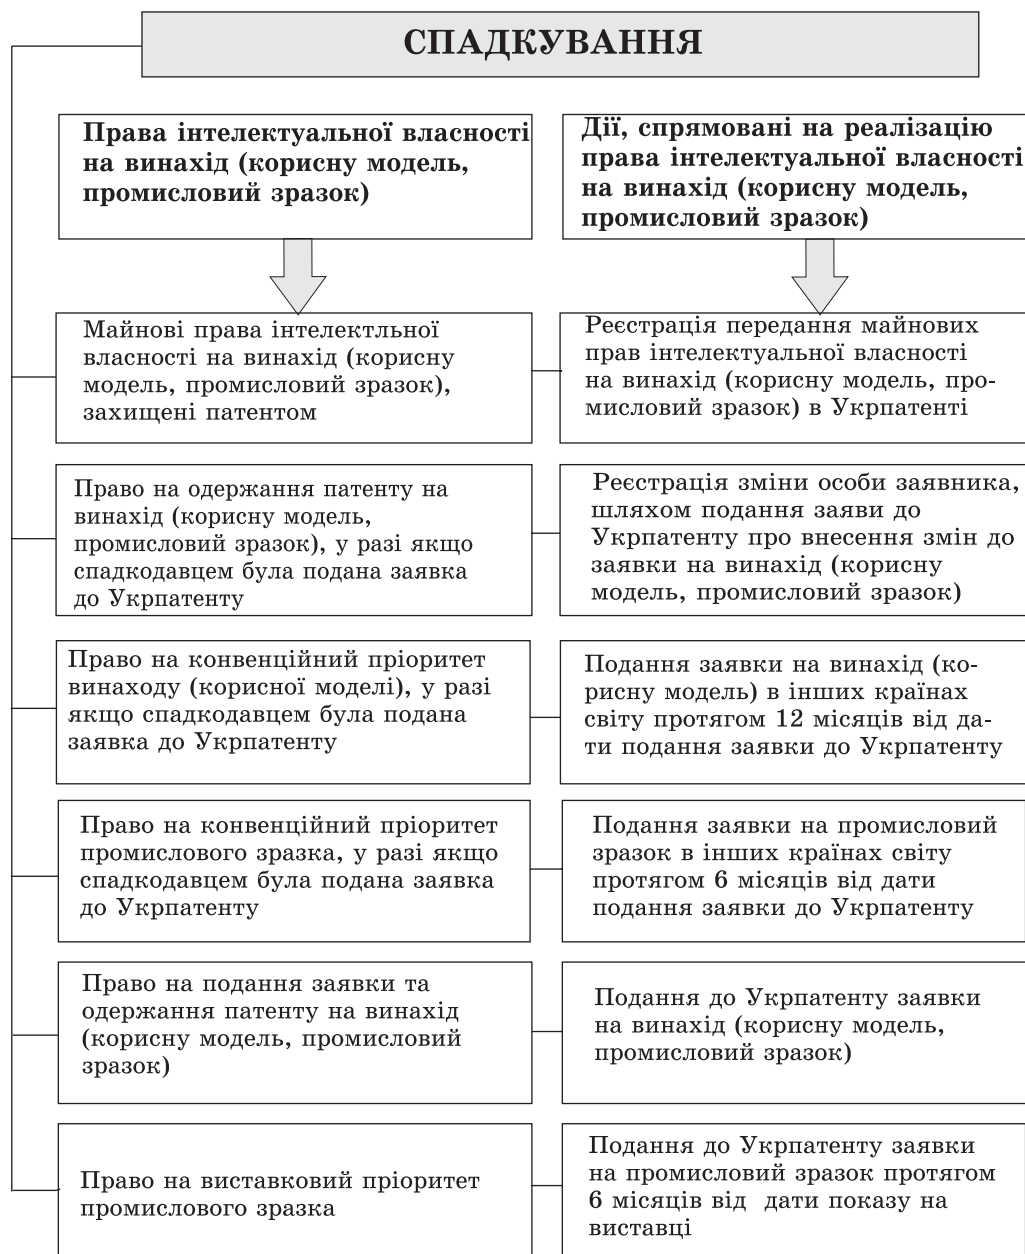 СПАДКУВАННЯ
Права інтелектуальної власності
на винахід (корисну модель,
промисловий зразок)
Дії, спрямовані на реалізацію
права інтелектуальної власності
на винахід (корисну модель,
промисловий зразок)
Майнові права інтелектльної
власності на винахід (корисну
модель, промисловий зразок),
захищені патентом
Реєстрація передання майнових
прав інтелектуальної власності
на винахід (корисну модель, про-
мисловий зразок) в Укрпатенті
Право на одержання патенту на
винахід (корисну модель,
промисловий зразок), у разі якщо
спадкодавцем була подана заявка
до Укрпатенту
Реєстрація зміни особи заявника,
шляхом подання заяви до
Укрпатенту про внесення змін до
заявки на винахід (корисну
модель, промисловий зразок)
Право на конвенційний пріоритет
винаходу (корисної моделі), у разі
якщо спадкодавцем була подана
заявка до Укрпатенту
Подання заявки на винахід (ко-
рисну модель) в інших країнах
світу протягом 12 місяців від да-
ти подання заявки до Укрпатенту
Право на конвенційний пріоритет
промислового зразка, у разі якщо
спадкодавцем була подана заявка
до Укрпатенту
Подання заявки на промисловий
зразок в інших країнах світу
протягом 6 місяців від дати
подання заявки до Укрпатенту
Право на подання заявки та
одержання патенту на винахід
(корисну модель, промисловий
зразок)
Подання до Укрпатенту заявки
на винахід (корисну модель,
промисловий зразок)
Право на виставковий пріоритет
промислового зразка
Подання до Укрпатенту заявки
на промисловий зразок протягом
6 місяців від дати показу на
виставці